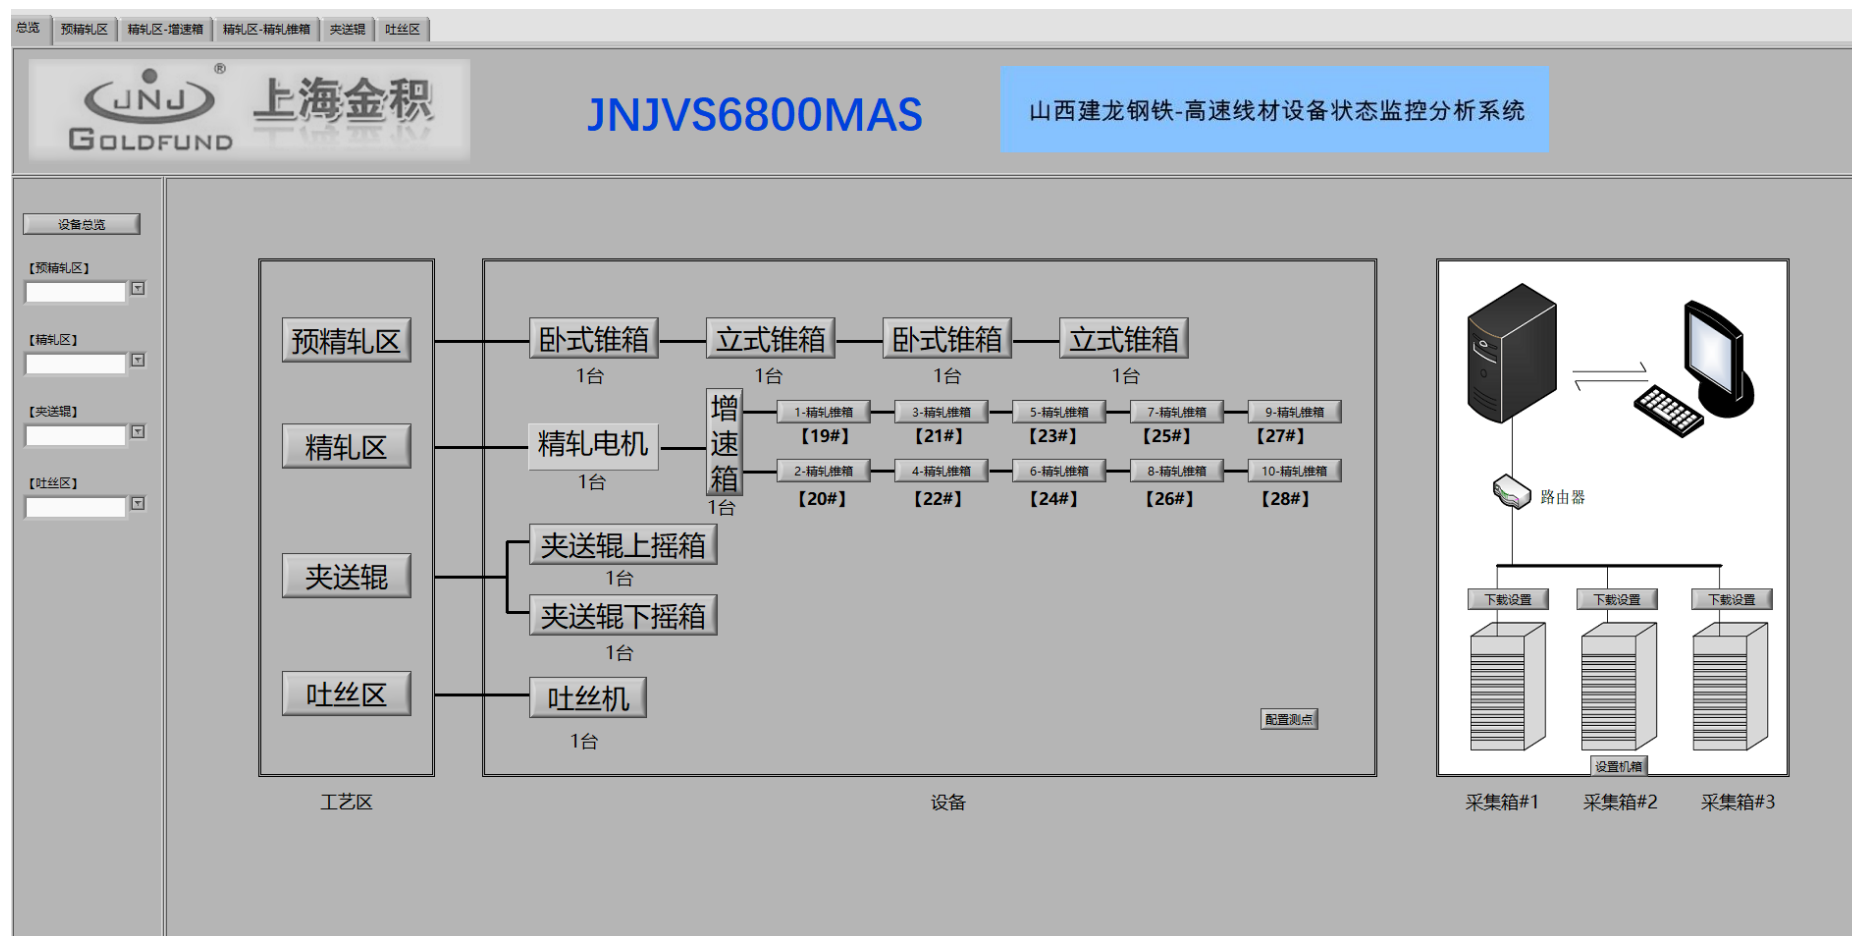 总览 预精轧区 精轧区-增速箱 精轧区-精轧锥箱 夹送辊 吐丝区
JNJ ® GOLDFUND 上海金积
JNJVS6800MAS
山西建龙钢铁-高速线材设备状态监控分析系统
设备总览
【预精轧区】
【精轧区】
【夹送辊】
【吐丝区】
预精轧区
精轧区
夹送辊
吐丝区
工艺区
卧式锥箱 立式锥箱 卧式锥箱 立式锥箱
1台 1台 1台 1台
精轧电机
1台
增速箱
1台
1-精轧锥箱 3-精轧锥箱 5-精轧锥箱 7-精轧锥箱 9-精轧锥箱
【19#】 【21#】 【23#】 【25#】 【27#】
2-精轧锥箱 4-精轧锥箱 6-精轧锥箱 8-精轧锥箱 10-精轧锥箱
【20#】 【22#】 【24#】 【26#】 【28#】
夹送辊上摇箱
1台
夹送辊下摇箱
1台
吐丝机
1台
配置测点
设备
路由器
下载设置 下载设置 下载设置
设置机箱
采集箱#1 采集箱#2 采集箱#3